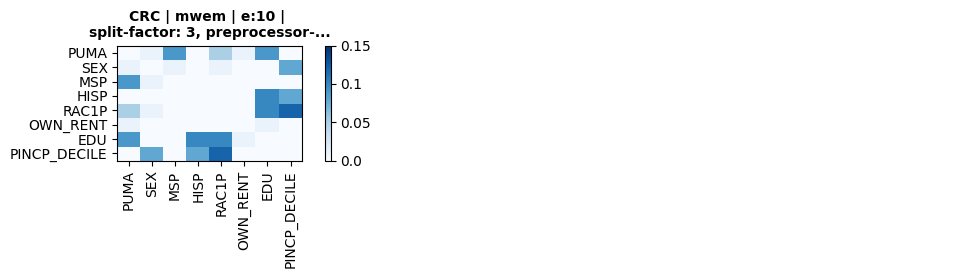 CRC | mwem | e:10 |
split-factor: 3, preprocessor-...
PUMA
SEX
MSP
HISP
RAC1P
OWN_RENT
EDU
PINCP_DECILE
0.15
0.1
0.05
0.0
PUMA
SEX
MSP
HISP
RAC1P
OWN_RENT
EDU
PINCP_DECILE